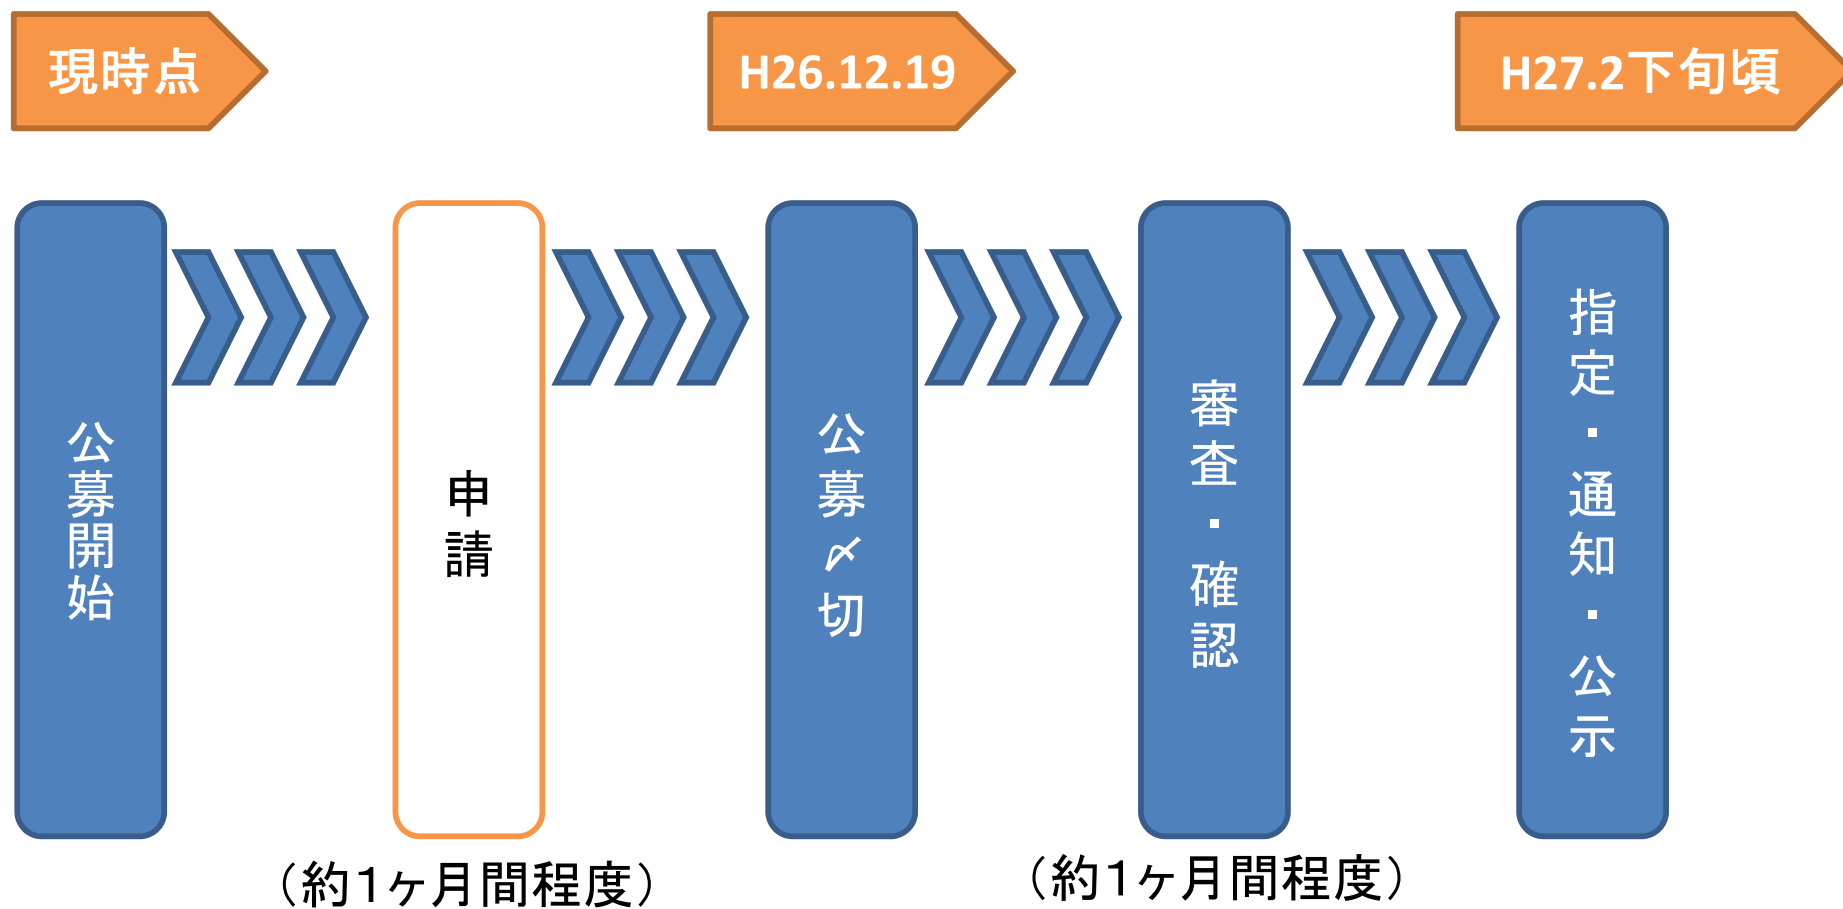 現時点
H26.12.19
H27.2下旬頃
公募開始
申請
公募〆切
審査・確認
指定・通知・公示
（約1ヶ月間程度）
（約1ヶ月間程度）